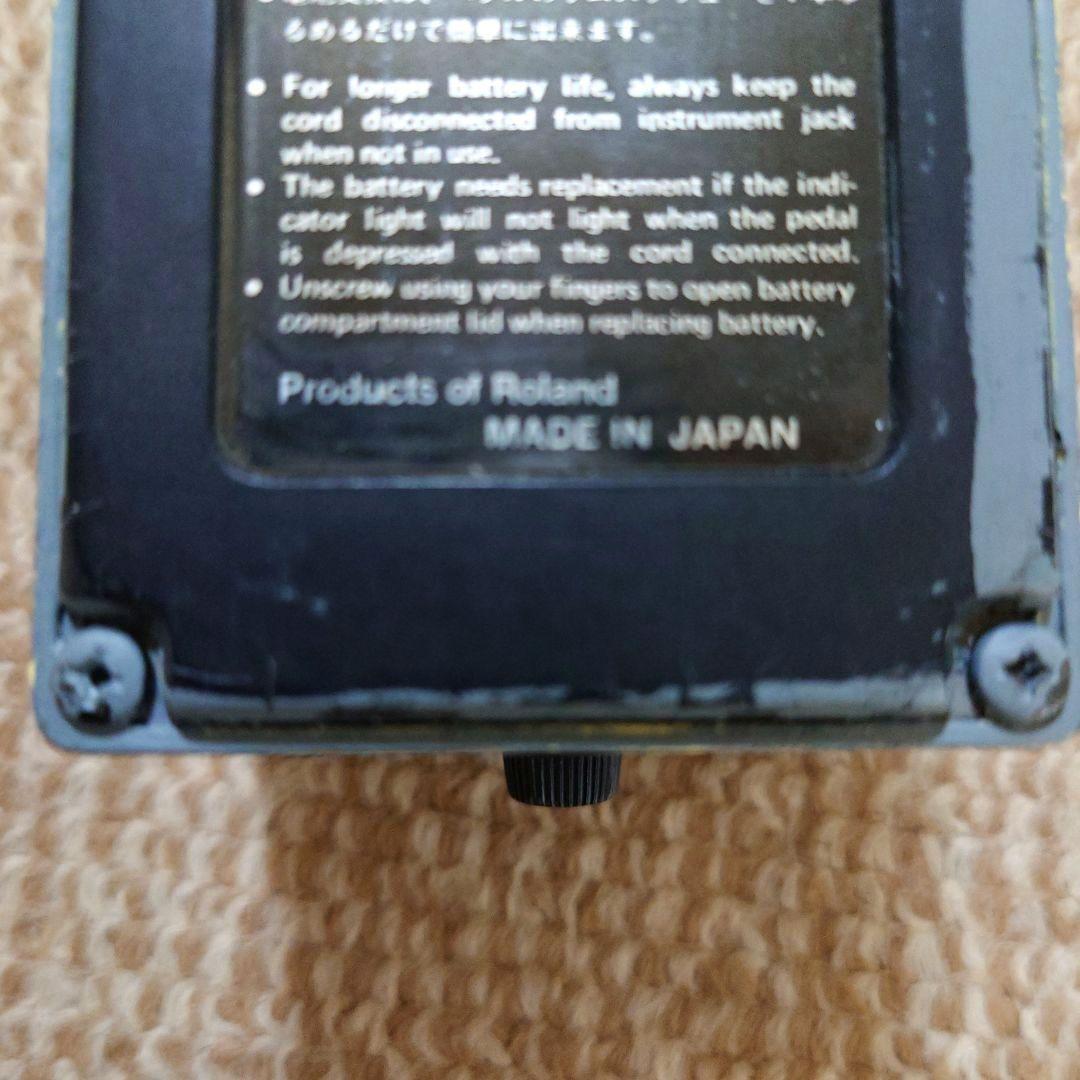 るめるだけで簡単に出来ます。
● For longer battery life, always keep the
cord disconnected from instrument jack
when not in use.
● The battery needs replacement if the indi-
cator light will not light when the pedal
is depressed with the cord connected.
● Unscrew using your fingers to open battery
compartment lid when replacing battery.
Products of Roland
MADE IN JAPAN